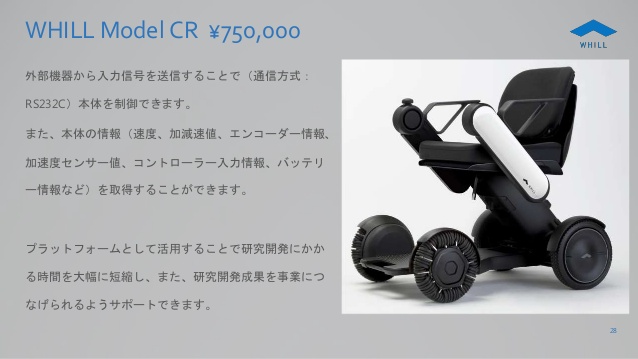 WHILL Model CR ¥750,000
WHILL
外部機器から入力信号を送信することで（通信方式：
RS232C）本体を制御できます。
また、本体の情報（速度、加減速値、エンコーダー情報、
加速度センサー値、コントローラー入力情報、バッテリ
ー情報など）を取得することができます。
プラットフォームとして活用することで研究開発にかか
る時間を大幅に短縮し、また、研究開発成果を事業につ
なげられるようサポートできます。
28